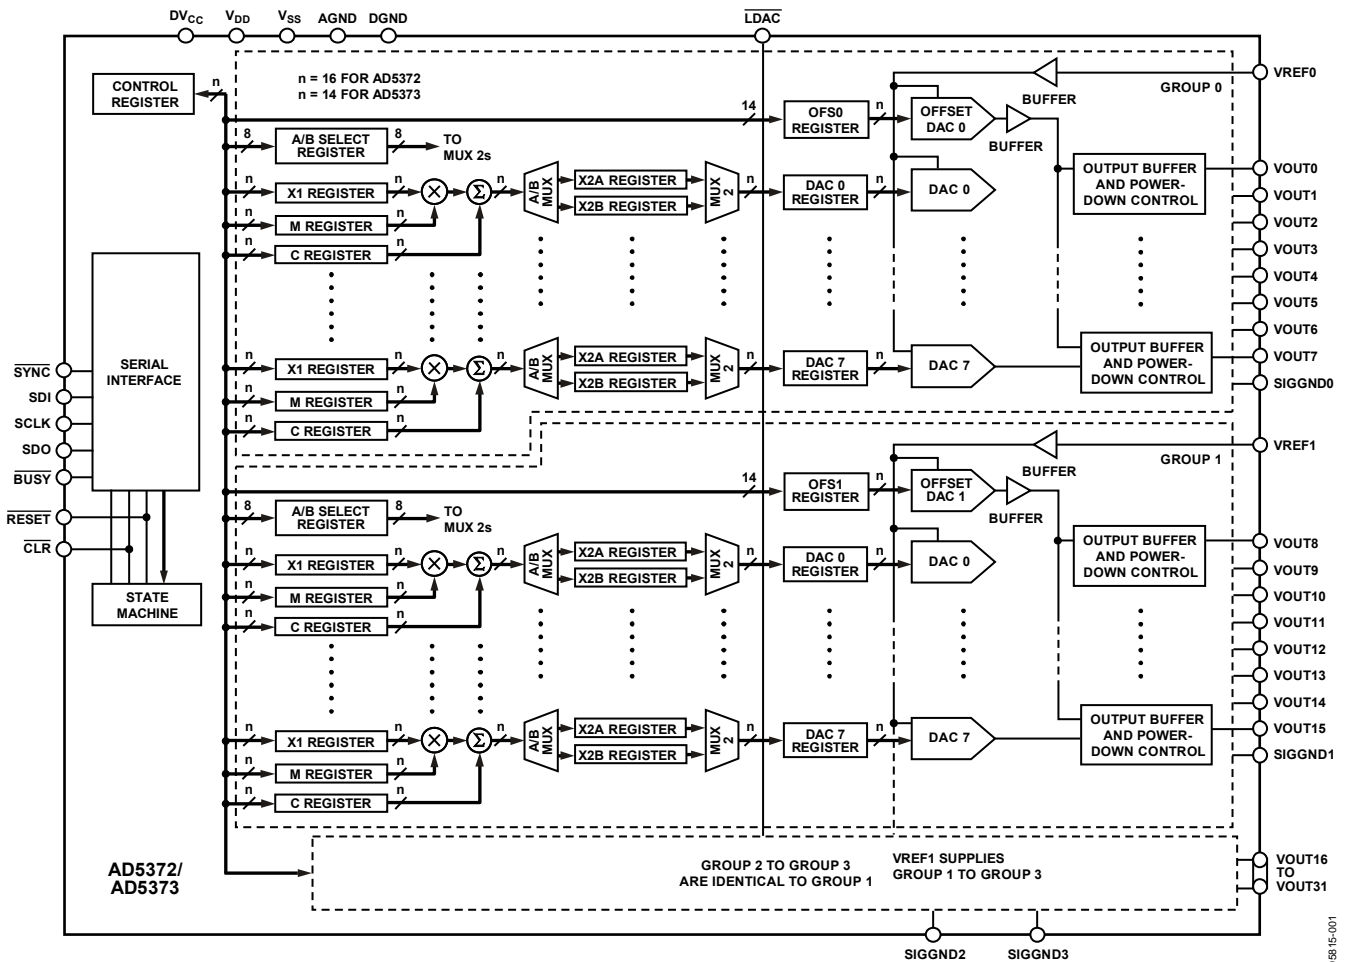 DVCC VDD VSS AGND DGND LDAC
CONTROL
REGISTER
n
n = 16 FOR AD5372
n = 14 FOR AD5373
GROUP 0
VREF0
BUFFER
14
OFS0
REGISTER
n
OFFSET
DAC 0
BUFFER
8
A/B SELECT
REGISTER
8
TO
MUX 2s
n
X1 REGISTER
n
n
A/B
MUX
X2A REGISTER
X2B REGISTER
MUX
2
n
DAC 0
REGISTER
n
DAC 0
OUTPUT BUFFER
AND POWER-
DOWN CONTROL
n
M REGISTER
n
n
C REGISTER
n
VOUT0
VOUT1
VOUT2
VOUT3
VOUT4
VOUT5
VOUT6
VOUT7
SIGGND0
n
X1 REGISTER
n
n
A/B
MUX
X2A REGISTER
X2B REGISTER
MUX
2
n
DAC 7
REGISTER
n
DAC 7
OUTPUT BUFFER
AND POWER-
DOWN CONTROL
n
M REGISTER
n
n
C REGISTER
n
SERIAL
INTERFACE
SYNC
SDI
SCLK
SDO
BUSY
RESET
CLR
STATE
MACHINE
GROUP 1
VREF1
BUFFER
14
OFS1
REGISTER
n
OFFSET
DAC 1
BUFFER
8
A/B SELECT
REGISTER
8
TO
MUX 2s
n
X1 REGISTER
n
n
A/B
MUX
X2A REGISTER
X2B REGISTER
MUX
2
n
DAC 0
REGISTER
n
DAC 0
OUTPUT BUFFER
AND POWER-
DOWN CONTROL
n
M REGISTER
n
n
C REGISTER
n
VOUT8
VOUT9
VOUT10
VOUT11
VOUT12
VOUT13
VOUT14
VOUT15
SIGGND1
n
X1 REGISTER
n
n
A/B
MUX
X2A REGISTER
X2B REGISTER
MUX
2
n
DAC 7
REGISTER
n
DAC 7
OUTPUT BUFFER
AND POWER-
DOWN CONTROL
n
M REGISTER
n
n
C REGISTER
n
AD5372/
AD5373
GROUP 2 TO GROUP 3
ARE IDENTICAL TO GROUP 1
VREF1 SUPPLIES
GROUP 1 TO GROUP 3
VOUT16
TO
VOUT31
SIGGND2
SIGGND3